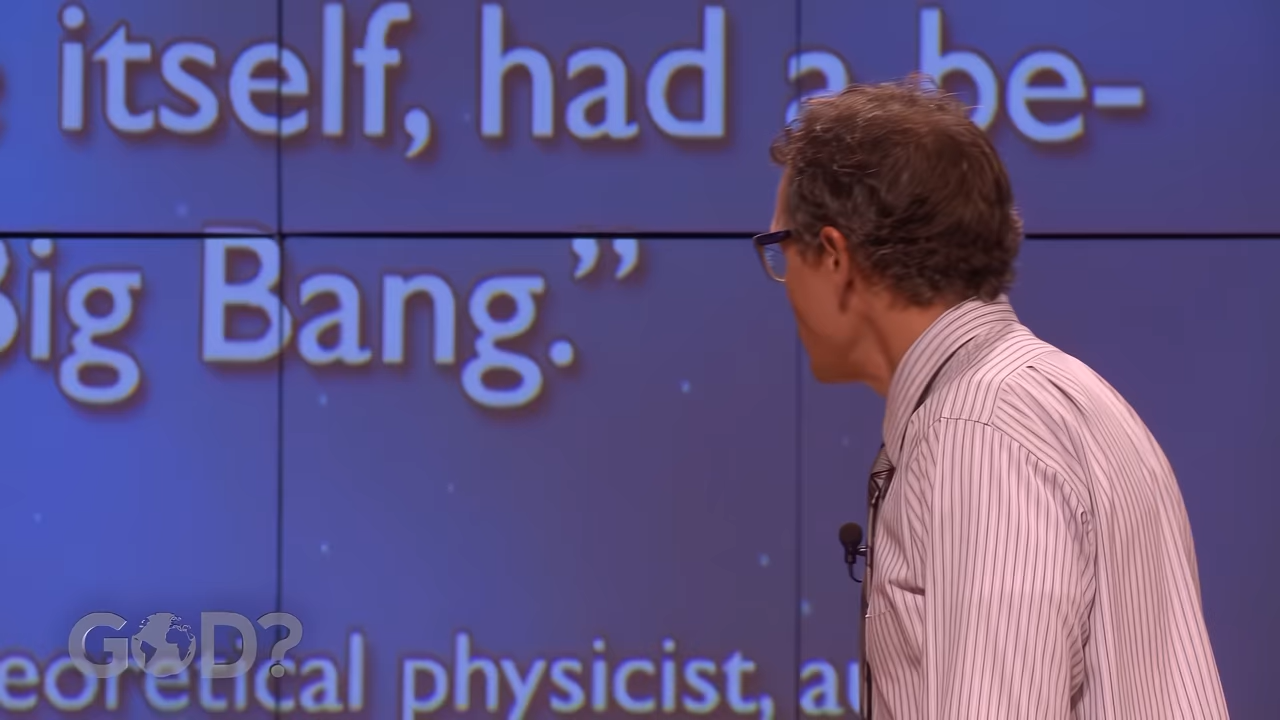 itself, had a be-
Big Bang.”
GOD?
eoretical physicist, au